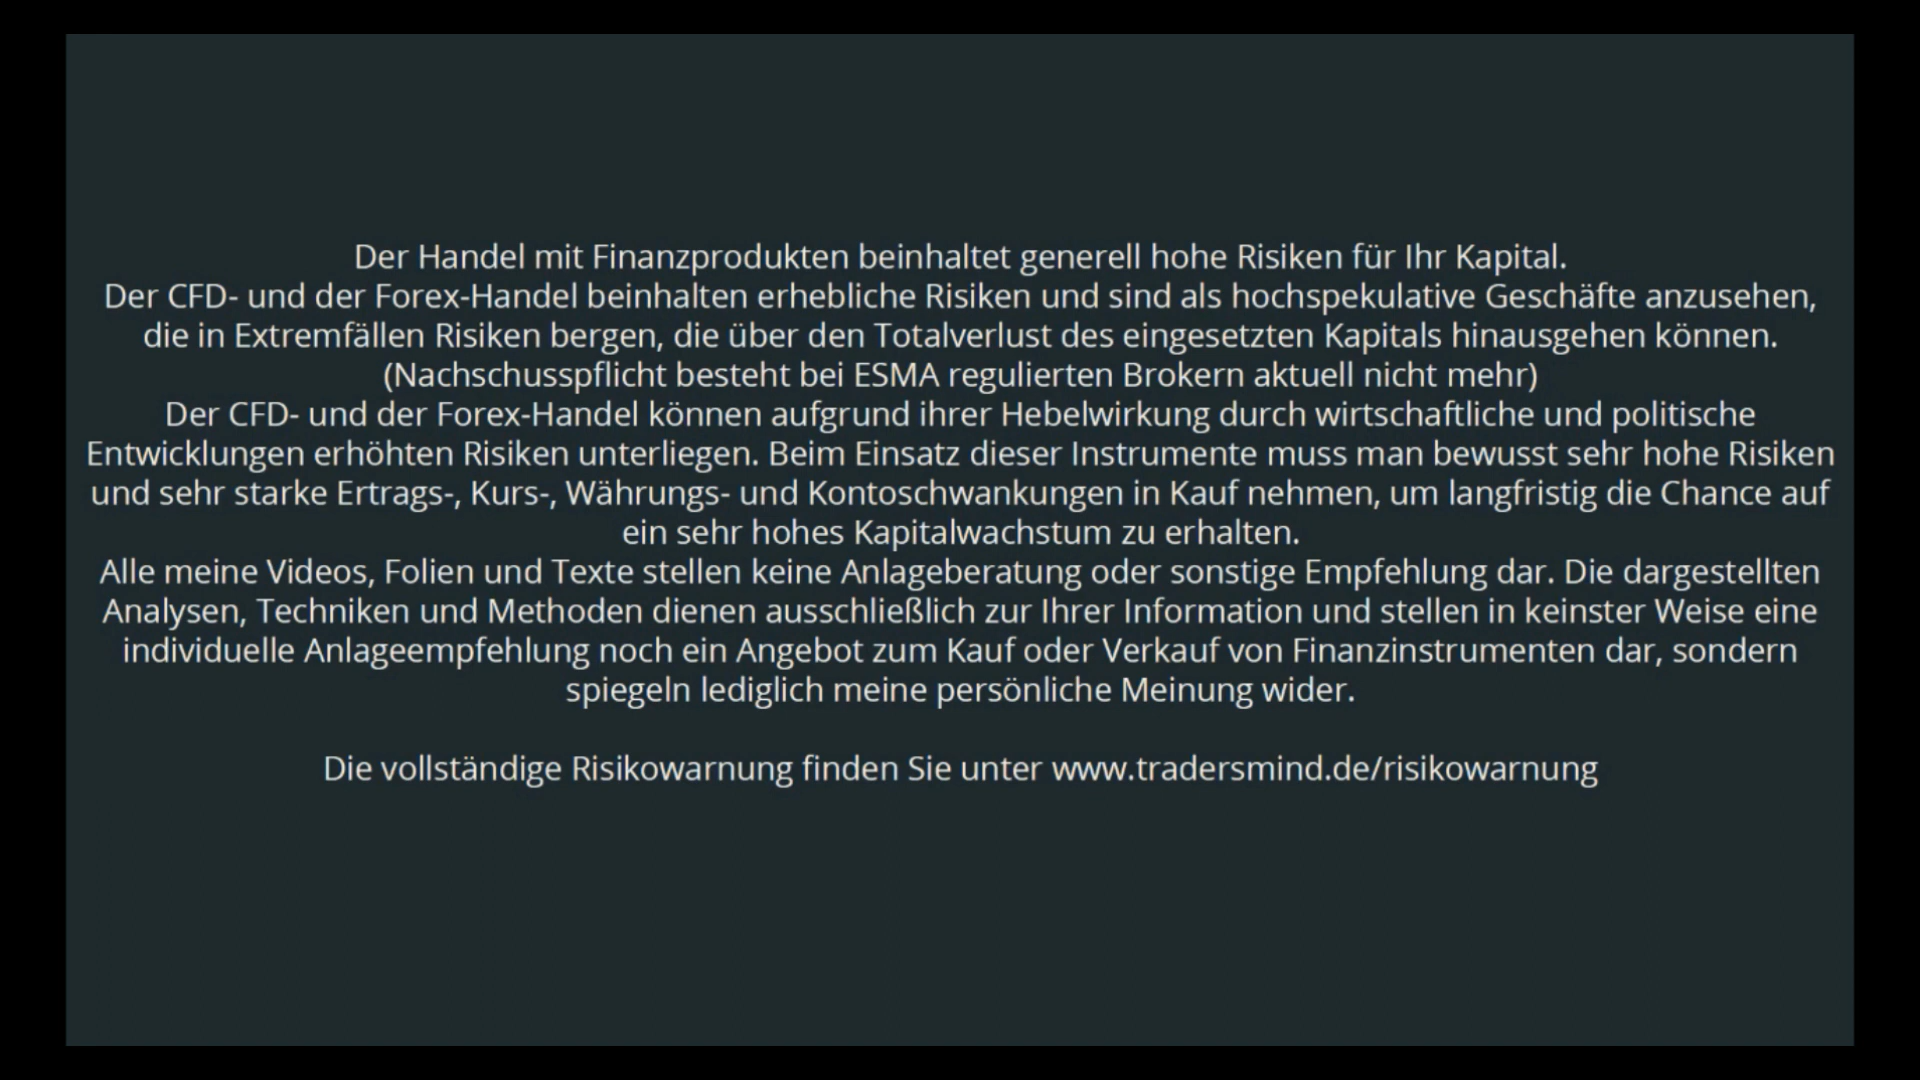 Der Handel mit Finanzprodukten beinhaltet generell hohe Risiken für Ihr Kapital.
Der CFD- und der Forex-Handel beinhalten erhebliche Risiken und sind als hochspekulative Geschäfte anzusehen,
die in Extremfällen Risiken bergen, die über den Totalverlust des eingesetzten Kapitals hinausgehen können.
(Nachschusspflicht besteht bei ESMA regulierten Brokern aktuell nicht mehr)
Der CFD- und der Forex-Handel können aufgrund ihrer Hebelwirkung durch wirtschaftliche und politische
Entwicklungen erhöhten Risiken unterliegen. Beim Einsatz dieser Instrumente muss man bewusst sehr hohe Risiken
und sehr starke Ertrags-, Kurs-, Währungs- und Kontoschwankungen in Kauf nehmen, um langfristig die Chance auf
ein sehr hohes Kapitalwachstum zu erhalten.
Alle meine Videos, Folien und Texte stellen keine Anlageberatung oder sonstige Empfehlung dar. Die dargestellten
Analysen, Techniken und Methoden dienen ausschließlich zur Ihrer Information und stellen in keinster Weise eine
individuelle Anlageempfehlung noch ein Angebot zum Kauf oder Verkauf von Finanzinstrumenten dar, sondern
spiegeln lediglich meine persönliche Meinung wider.
Die vollständige Risikowarnung finden Sie unter www.tradersmind.de/risikowarnung